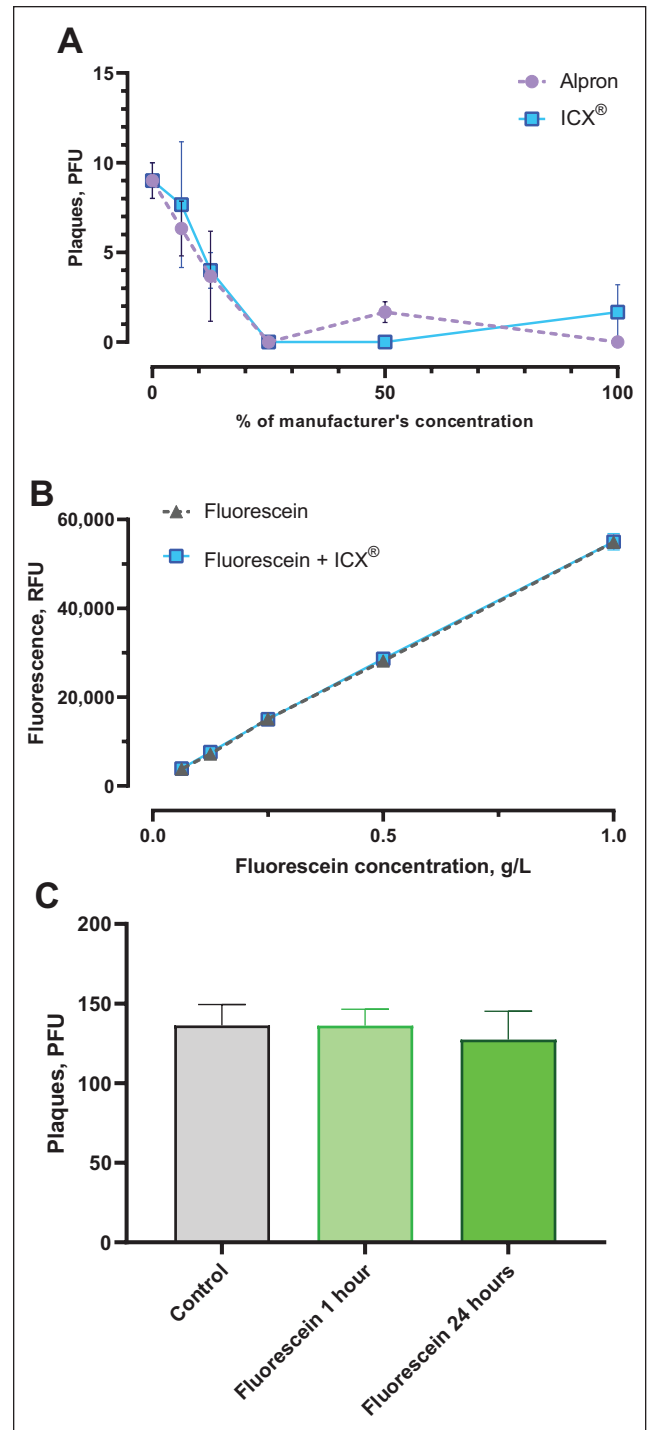 A
15
10
5
0
Plaques, PFU
Alpron
ICX®
0
50
100
% of manufacturer's concentration
B
60,000
40,000
20,000
0
Fluorescence, RFU
Fluorescein
Fluorescein + ICX®
0.0
0.5
1.0
Fluorescein concentration, g/L
C
200
150
100
50
0
Plaques, PFU
Control
Fluorescein 1 hour
Fluorescein 24 hours